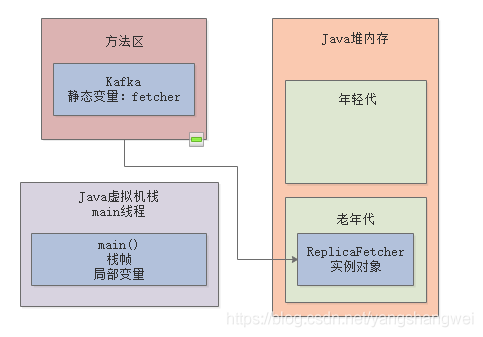 方法区
Kafka
静态变量: fetcher
Java虚拟机栈
main线程
main()
栈帧
局部变量
Java堆内存
年轻代
老年代
ReplicaFetcher
实例对象
https://blog.csdn.net/yangshangwei